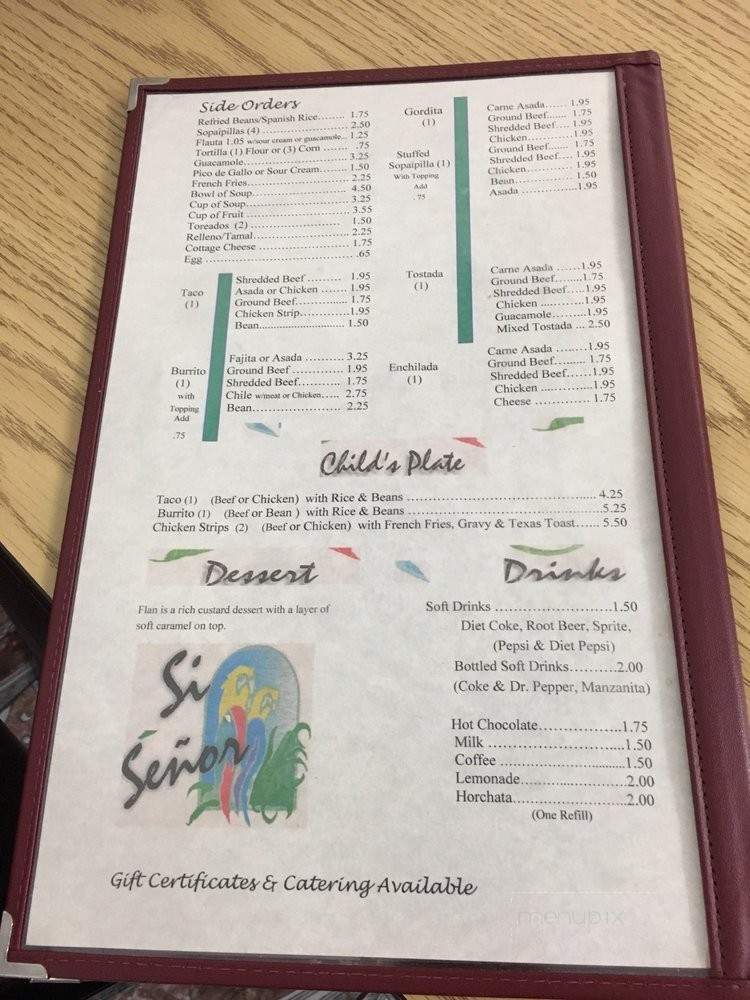 Side Orders
Refried Beans/Spanish Rice....... 1.75
Sopaipillas (4) ........................ 2.50
Flauta 1.05 w/sour cream or guacamole... 1.25
Tortilla (1) Flour or (3) Corn ....... .75
Guacamole............................ 3.25
Pico de Gallo or Sour Cream....... 1.50
French Fries........................... 2.25
Bowl of Soup.......................... 4.50
Cup of Soup........................... 3.25
Cup of Fruit ........................... 3.55
Toreados (2) .......................... 1.50
Relleno/Tamal........................ 2.25
Cottage Cheese ...................... 1.75
Egg ........................................ .65
Taco
(1)
Shredded Beef ......... 1.95
Asada or Chicken ....... 1.95
Ground Beef.............. 1.75
Chicken Strip.............1.95
Bean............................ 1.50
Burrito
(1)
with
Topping
Add
.75
Fajita or Asada .......... 3.25
Ground Beef .............. 1.95
Shredded Beef............ 1.75
Chile w/meat or Chicken..... 2.75
Bean......................... 2.25
Gordita
(1)
Carne Asada...... 1.95
Ground Beef....... 1.75
Shredded Beef.... 1.95
Chicken.............1.95
Stuffed
Sopaipilla (1)
With Topping
Add
.75
Ground Beef...... 1.75
Shredded Beef.... 1.95
Chicken............. 1.95
Bean................. 1.50
Asada ..............1.95
Tostada
(1)
Carne Asada ......1.95
Ground Beef.......1.75
Shredded Beef.....1.95
Chicken ............1.95
Guacamole.........1.95
Mixed Tostada ... 2.50
Enchilada
(1)
Carne Asada ........1.95
Ground Beef......... 1.75
Shredded Beef......1.95
Chicken ..............1.95
Cheese ............ 1.75
Child's Plate
Taco (1) (Beef or Chicken) with Rice & Beans ................................................ 4.25
Burrito (1) (Beef or Bean ) with Rice & Beans ................................................5.25
Chicken Strips (2) (Beef or Chicken) with French Fries, Gravy & Texas Toast...... 5.50
Dessert
Flan is a rich custard dessert with a layer of
soft caramel on top.
Si
Señor
Drinks
Soft Drinks ........................1.50
Diet Coke, Root Beer, Sprite,
(Pepsi & Diet Pepsi)
Bottled Soft Drinks..........2.00
(Coke & Dr. Pepper, Manzanita)
Hot Chocolate.................1.75
Milk ............................1.50
Coffee ............................1.50
Lemonade.......................2.00
Horchata........................2.00
(One Refill)
Gift Certificates & Catering Available
menupix